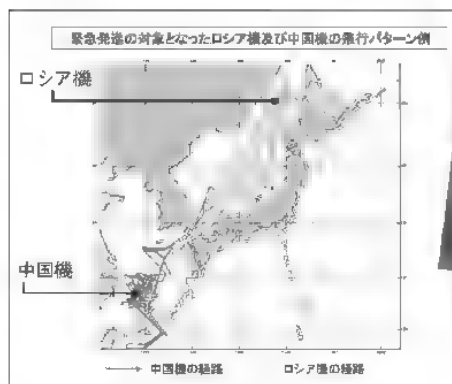 緊急発進の対象となったロシア機及び中国機の飛行パターン例
ロシア機
中国機
中国機の経路
ロシア機の経路